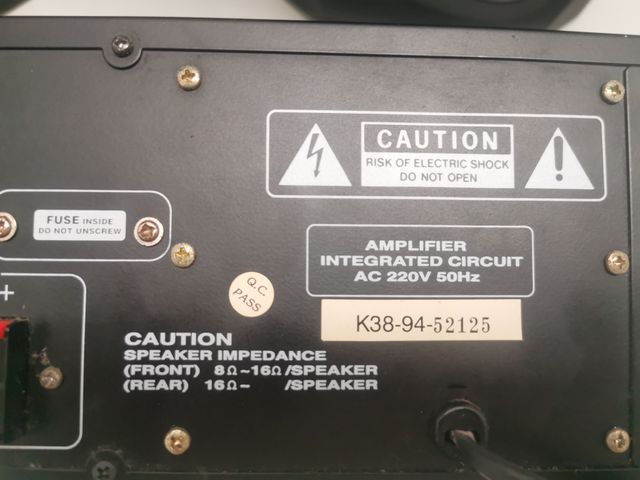 CAUTION
RISK OF ELECTRIC SHOCK
DO NOT OPEN
FUSE INSIDE
DO NOT UNSCREW
AMPLIFIER
INTEGRATED CIRCUIT
AC 220V 50Hz
Q.C.
PASS
K38-94-52125
+
CAUTION
SPEAKER IMPEDANCE
(FRONT) 8Ω~16Ω/SPEAKER
(REAR) 16Ω– /SPEAKER